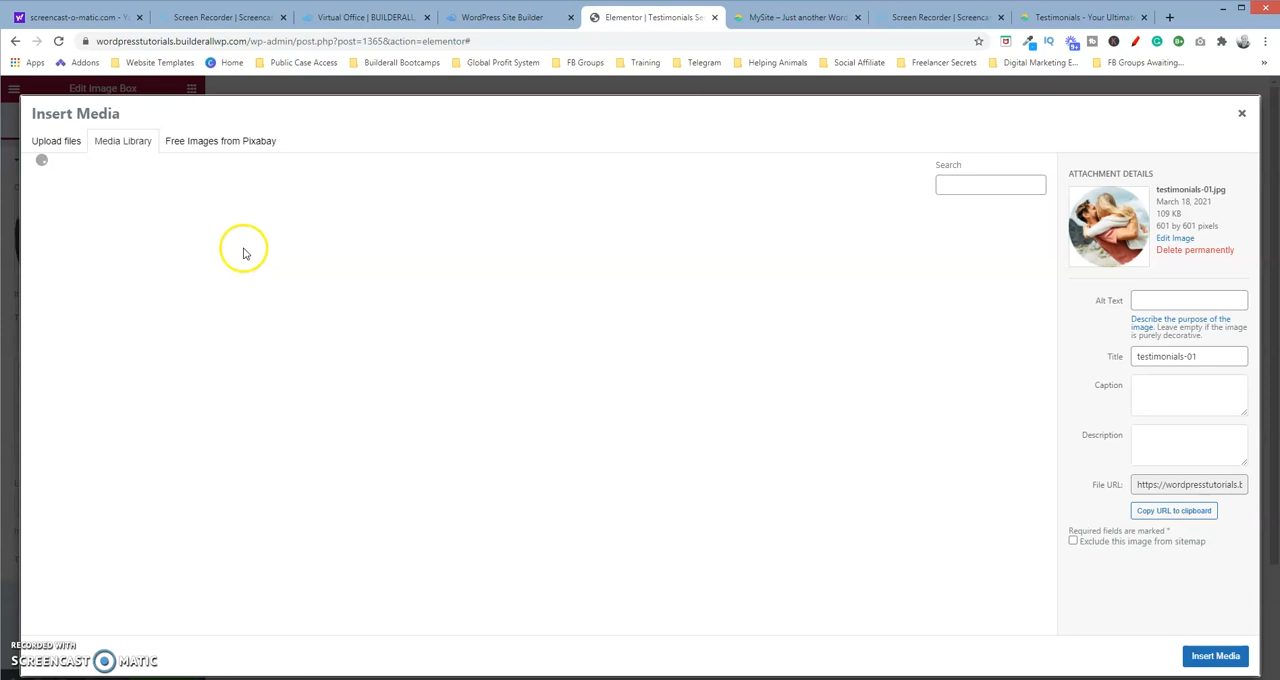 screencast-o-matic.com - Yo
Screen Recorder | Screencas
Virtual Office | BUILDERALL
WordPress Site Builder
Elementor | Testimonials Se
MySite – Just another Word
Screen Recorder | Screencas
Testimonials - Your Ultimat
wordpresstutorials.builderallwp.com/wp-admin/post.php?post=1365&action=elementor#
Apps
Addons
Website Templates
Home
Public Case Access
Builderall Bootcamps
Global Profit System
FB Groups
Training
Telegram
Helping Animals
Social Affiliate
Freelancer Secrets
Digital Marketing E...
FB Groups Awaiting...
Edit Image Box
Insert Media
Upload files
Media Library
Free Images from Pixabay
Search
ATTACHMENT DETAILS
testimonials-01.jpg
March 18, 2021
109 KB
601 by 601 pixels
Edit Image
Delete permanently
Alt Text
Describe the purpose of the
image. Leave empty if the image
is purely decorative.
Title
testimonials-01
Caption
Description
File URL:
https://wordpresstutorials.b
Copy URL to clipboard
Required fields are marked *
Exclude this image from sitemap
Insert Media
RECORDED WITH
SCREENCAST MATIC